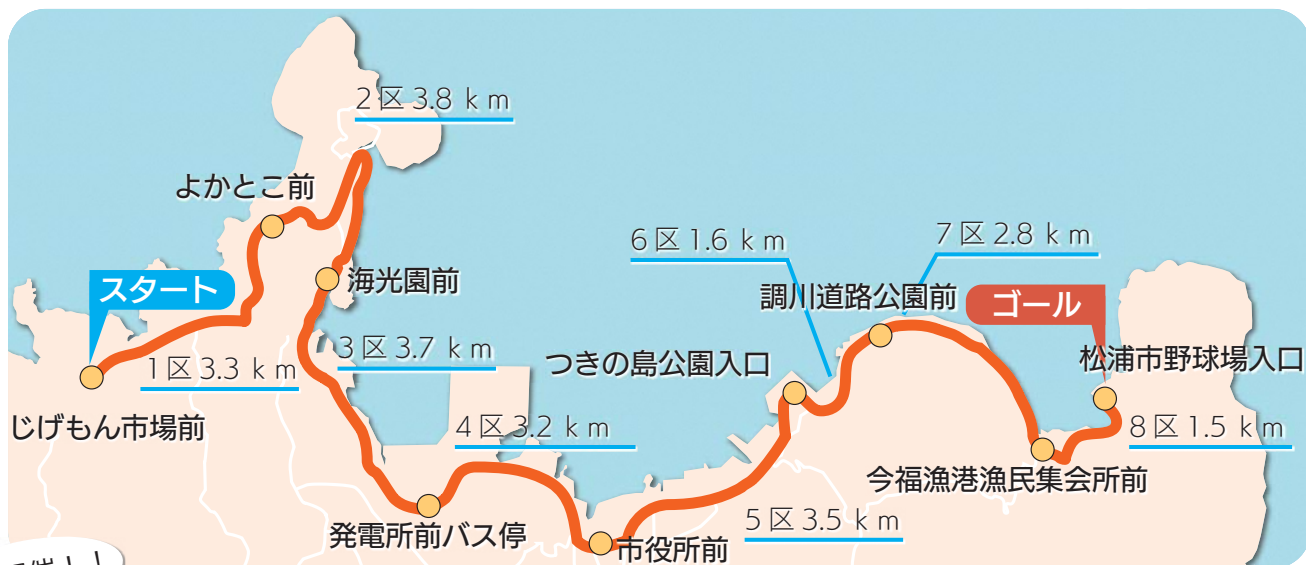 2区 3.8 km
よかとこ前
スタート
海光園前
6区 1.6 km
7区 2.8 km
調川道路公園前
ゴール
1区 3.3 km
3区 3.7 km
つきの島公園入口
松浦市野球場入口
じげもん市場前
4区 3.2 km
8区 1.5 km
今福漁港漁民集会所前
発電所前バス停
市役所前
5区 3.5 km